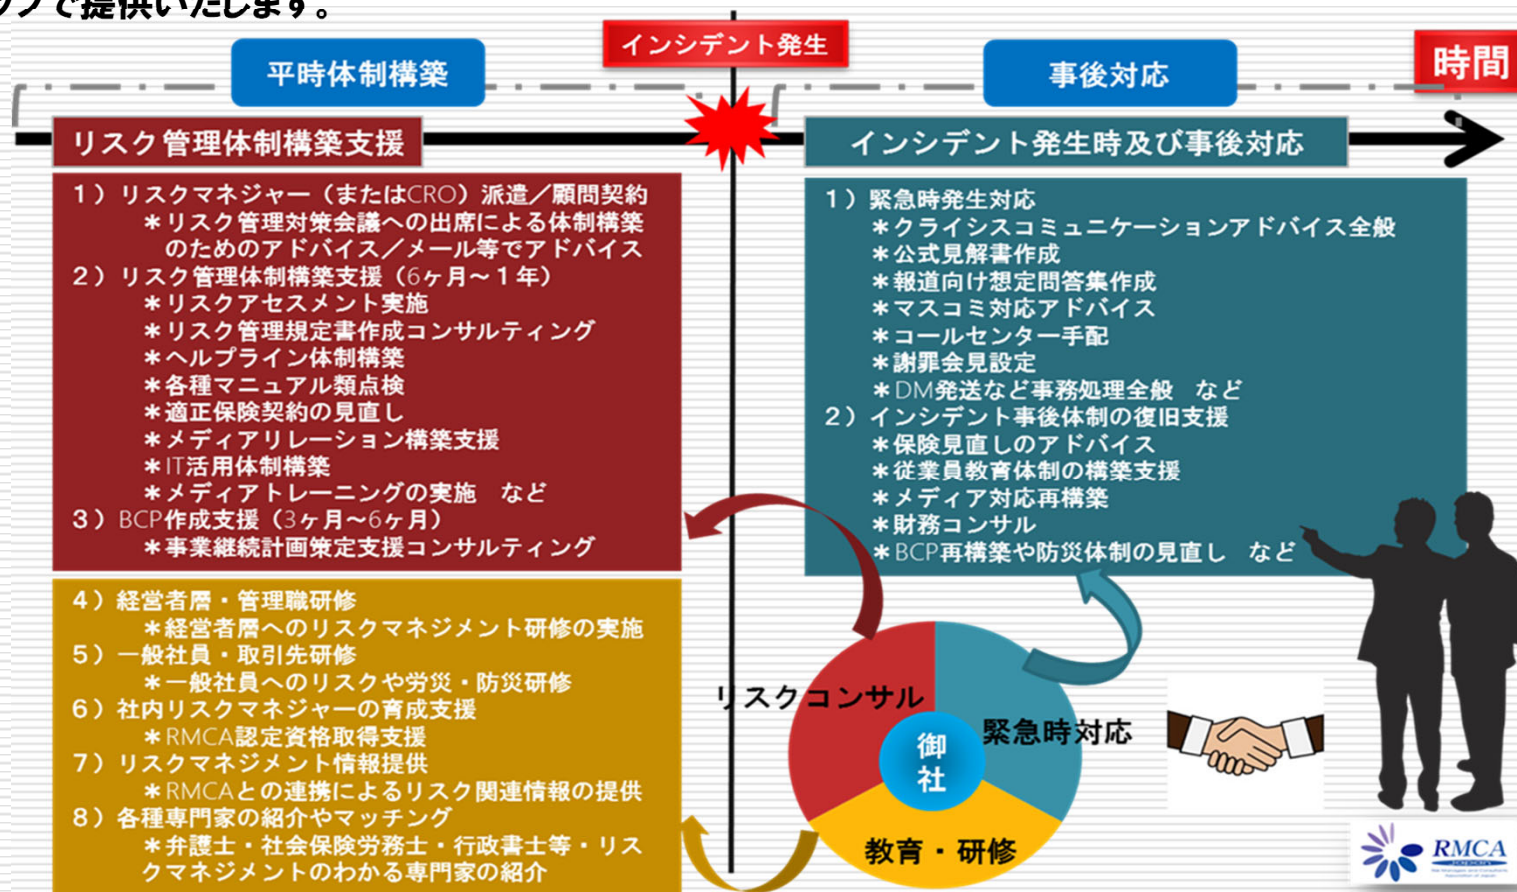 ップで提供いたします。
インシデント発生
平時体制構築
事後対応
時間
リスク管理体制構築支援
インシデント発生時及び事後対応
1）リスクマネジャー（またはCRO）派遣／顧問契約
＊リスク管理対策会議への出席による体制構築
のためのアドバイス／メール等でアドバイス
2）リスク管理体制構築支援（6ヶ月～1年）
＊リスクアセスメント実施
＊リスク管理規定書作成コンサルティング
＊ヘルプライン体制構築
＊各種マニュアル類点検
＊適正保険契約の見直し
＊メディアリレーション構築支援
＊IT活用体制構築
＊メディアトレーニングの実施　など
3）BCP作成支援（3ヶ月～6ヶ月）
＊事業継続計画策定支援コンサルティング
4）経営者層・管理職研修
＊経営者層へのリスクマネジメント研修の実施
5）一般社員・取引先研修
＊一般社員へのリスクや労災・防災研修
6）社内リスクマネジャーの育成支援
＊RMCA認定資格取得支援
7）リスクマネジメント情報提供
＊RMCAとの連携によるリスク関連情報の提供
8）各種専門家の紹介やマッチング
＊弁護士・社会保険労務士・行政書士等・リス
クマネジメントのわかる専門家の紹介
1）緊急時発生対応
＊クライシスコミュニケーションアドバイス全般
＊公式見解書作成
＊報道向け想定問答集作成
＊マスコミ対応アドバイス
＊コールセンター手配
＊謝罪会見設定
＊DM発送など事務処理全般　など
2）インシデント事後体制の復旧支援
＊保険見直しのアドバイス
＊従業員教育体制の構築支援
＊メディア対応再構築
＊財務コンサル
＊BCP再構築や防災体制の見直し　など
リスクコンサル
緊急時対応
御
社
教育・研修
RMCA